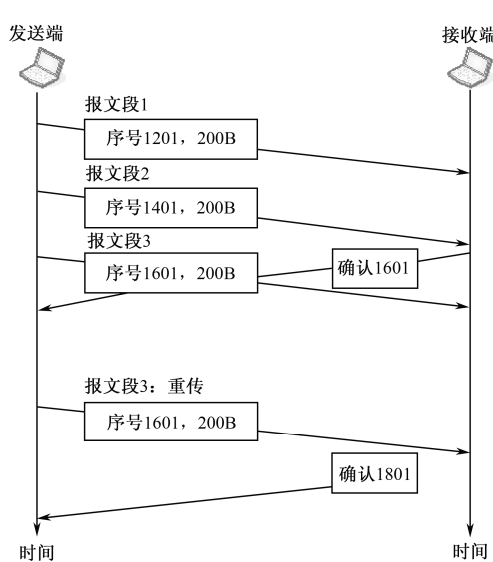 发送端
接收端
报文段1
序号1201，200B
报文段2
序号1401，200B
报文段3
序号1601，200B
确认1601
报文段3：重传
序号1601，200B
确认1801
时间
时间